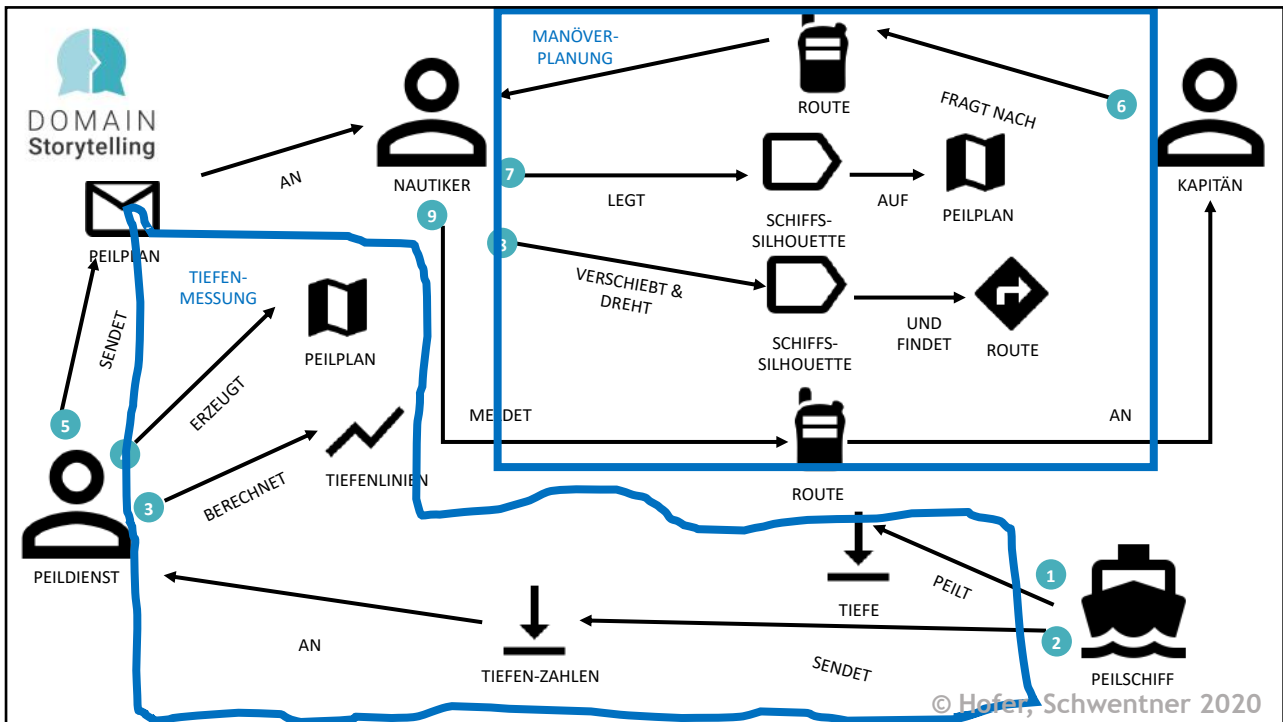 DOMAIN
Storytelling
MANÖVER-
PLANUNG
ROUTE
FRAGT NACH
6
AN
NAUTIKER
7
LEGT
SCHIFFS-
SILHOUETTE
AUF
PEILPLAN
KAPITÄN
9
8
VERSCHIEBT &
DREHT
SCHIFFS-
SILHOUETTE
UND
FINDET
ROUTE
PEILPLAN
TIEFEN-
MESSUNG
SENDET
PEILPLAN
ERZEUGT
5
4
MELDET
AN
ROUTE
3
BERECHNET
TIEFENLINIEN
PEILDIENST
1
PEILT
TIEFE
2
AN
TIEFEN-ZAHLEN
SENDET
PEILSCHIFF
© Hofer, Schwentner 2020